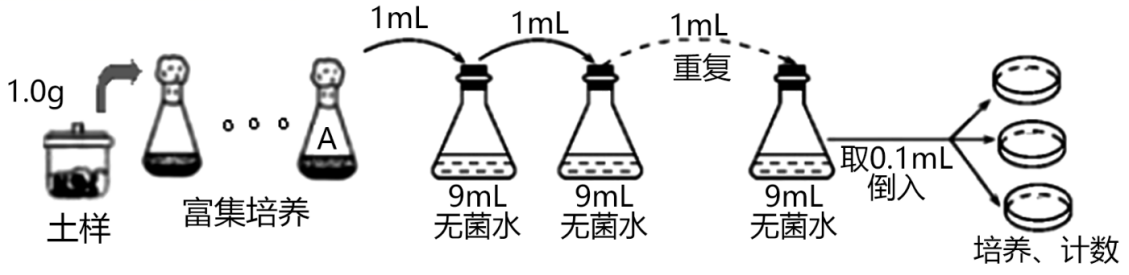 1.0g
土样
富集培养
A
1mL
1mL
1mL
重复
9mL
无菌水
9mL
无菌水
9mL
无菌水
取0.1mL
倒入
培养、计数